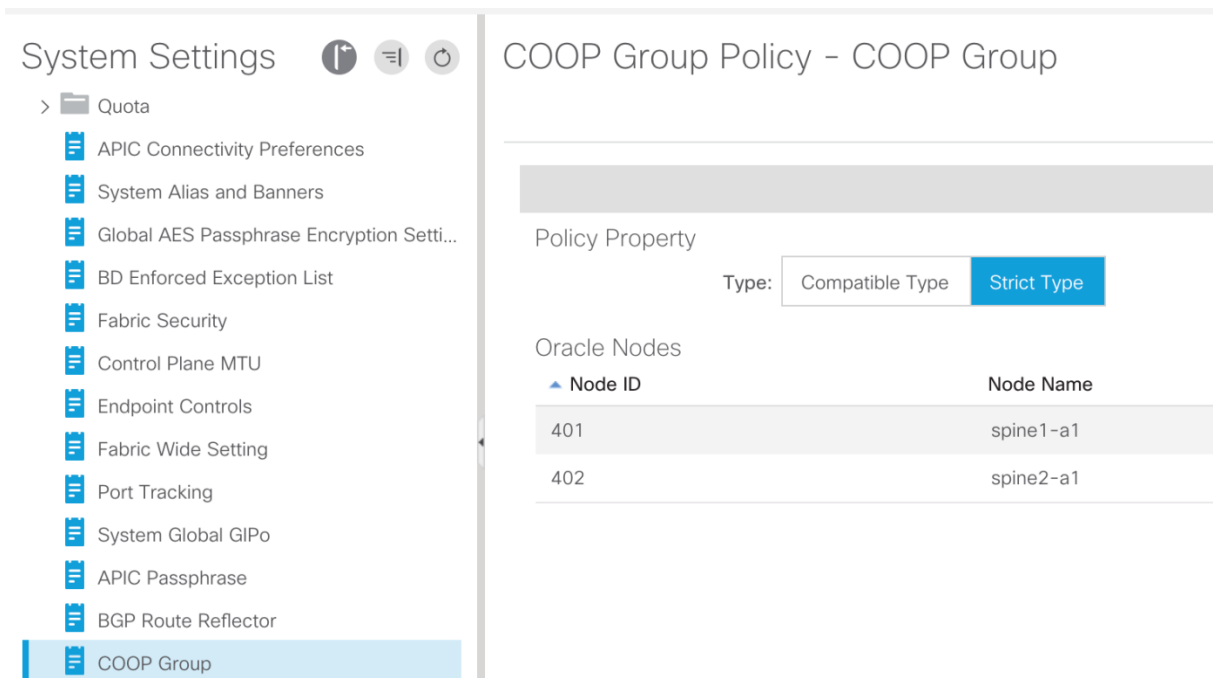 System Settings
Quota
APIC Connectivity Preferences
System Alias and Banners
Global AES Passphrase Encryption Setti...
BD Enforced Exception List
Fabric Security
Control Plane MTU
Endpoint Controls
Fabric Wide Setting
Port Tracking
System Global GIPo
APIC Passphrase
BGP Route Reflector
COOP Group
COOP Group Policy - COOP Group
Policy Property
Type: Compatible Type Strict Type
Oracle Nodes
Node ID Node Name
401 spine1-a1
402 spine2-a1